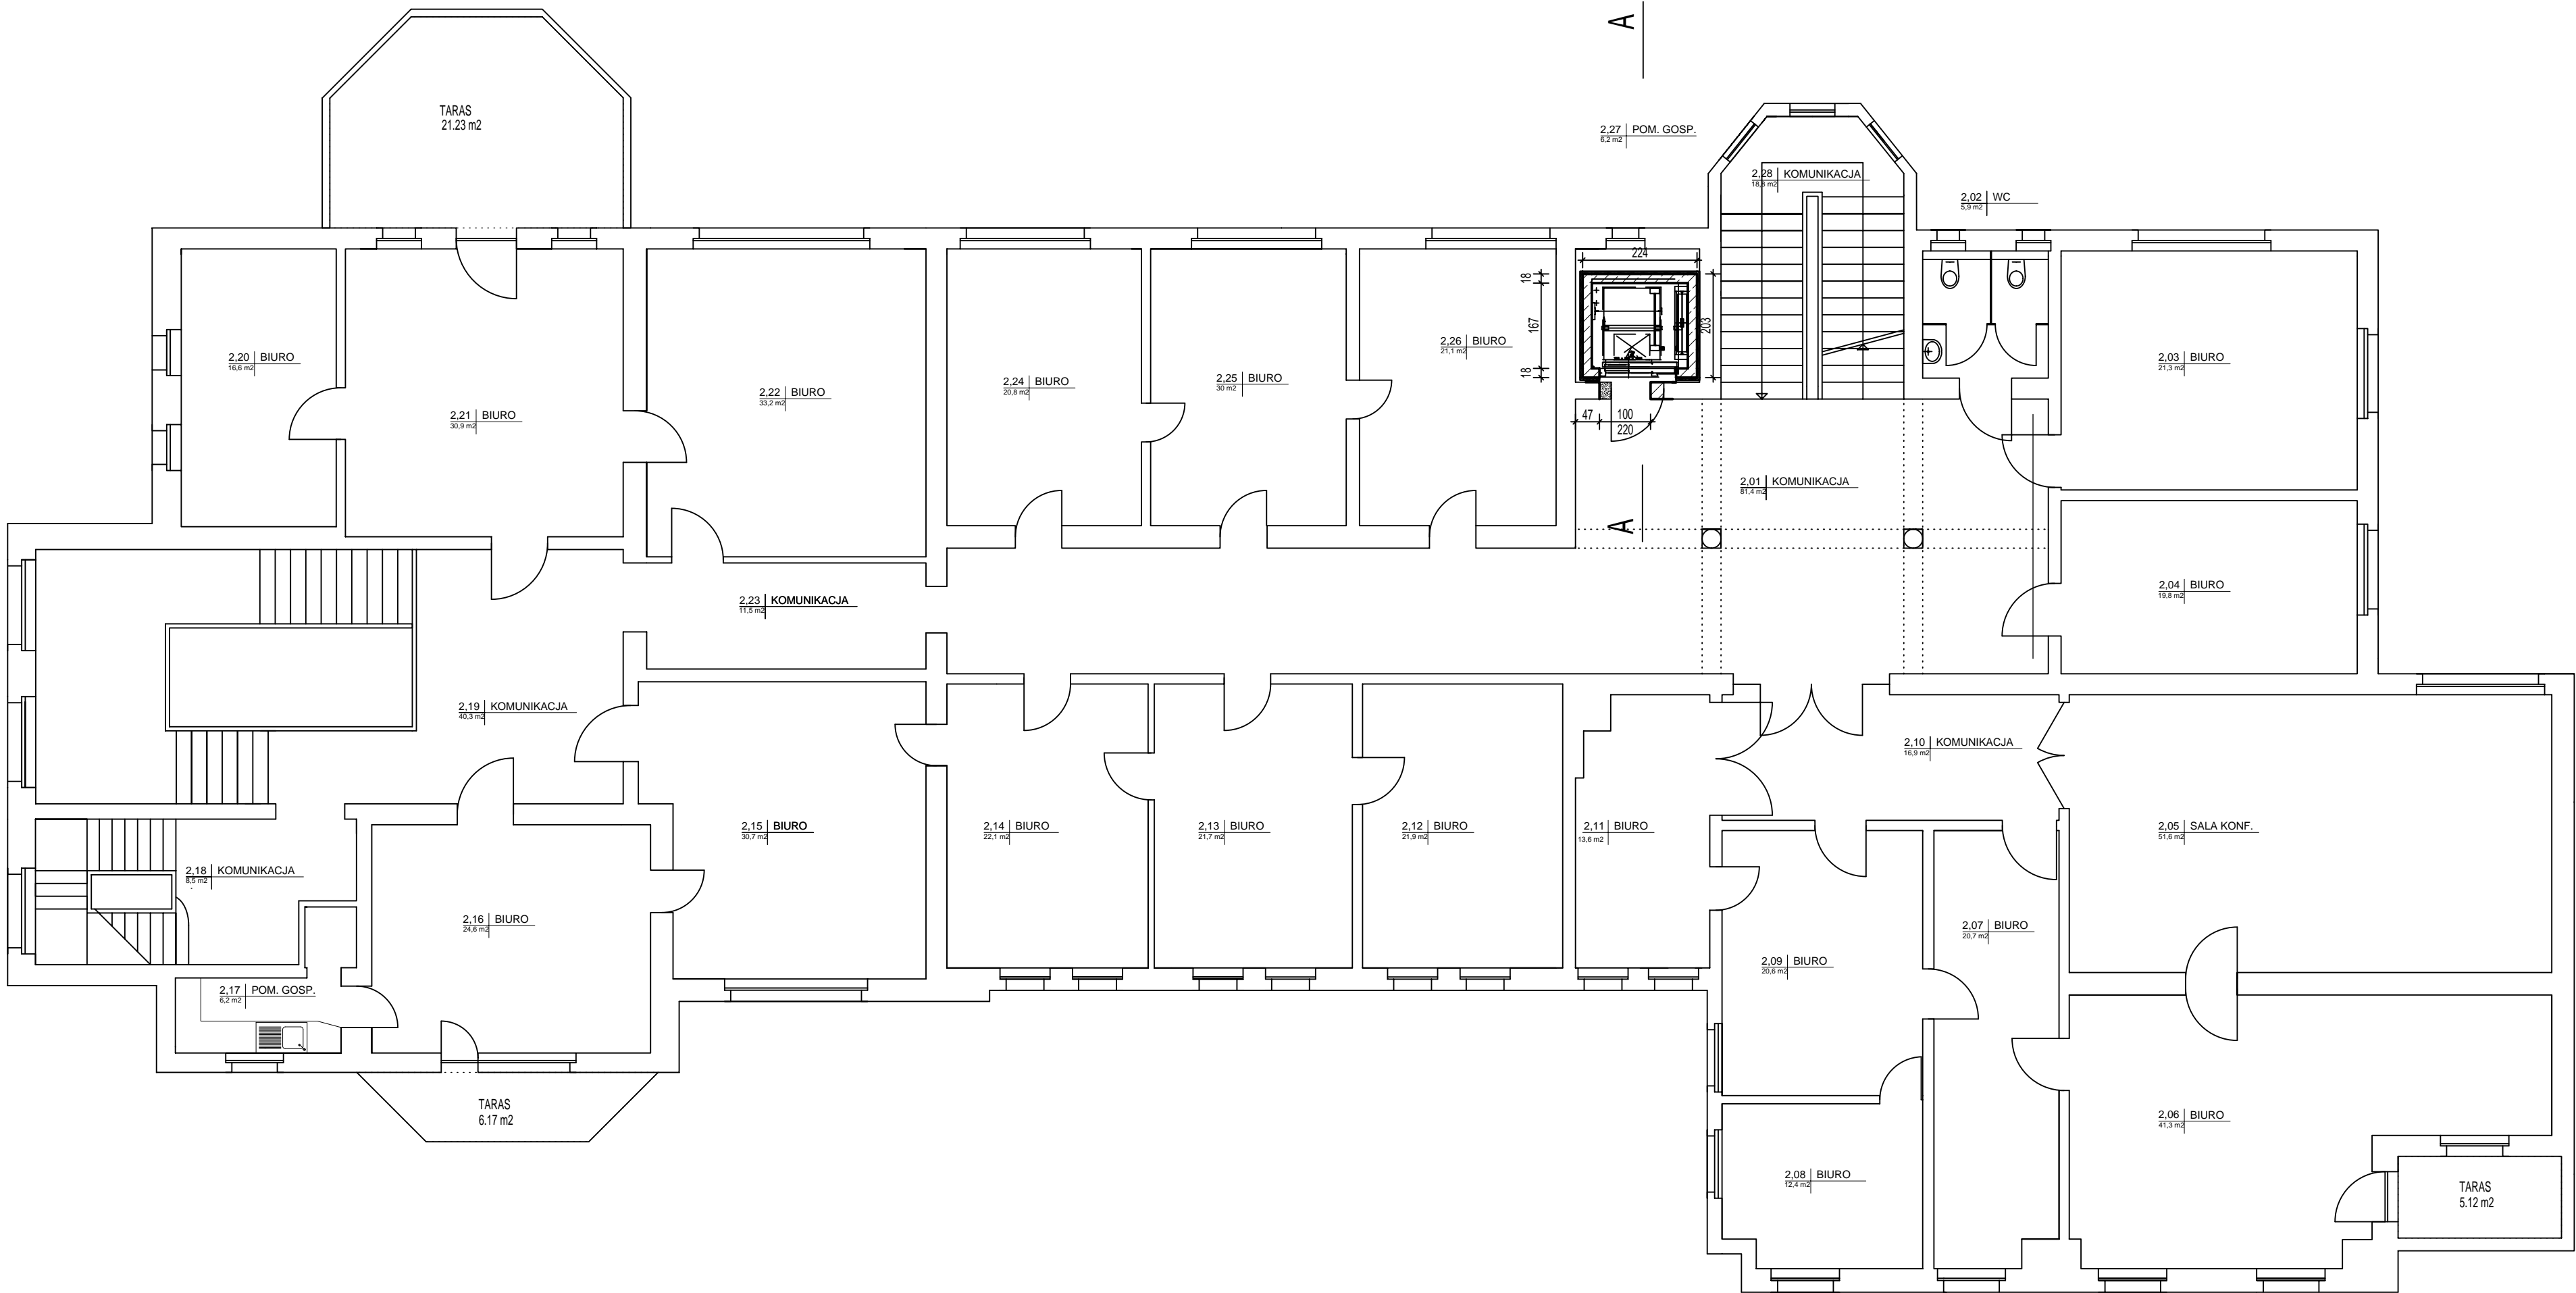 A
TARAS
21.23 m2
2,27 POM. GOSP.
6,2 m2
2,28 KOMUNIKACJA
18,8 m2
2,02 WC
5,9 m2
224
18
167
18
203
47
100
220
2,20 BIURO
16,6 m2
2,21 BIURO
30,9 m2
2,22 BIURO
33,2 m2
2,24 BIURO
20,8 m2
2,25 BIURO
30 m2
2,26 BIURO
21,1 m2
2,03 BIURO
21,3 m2
2,01 KOMUNIKACJA
81,4 m2
A
2,04 BIURO
19,8 m2
2,23 KOMUNIKACJA
11,5 m2
2,19 KOMUNIKACJA
40,3 m2
2,10 KOMUNIKACJA
16,9 m2
2,15 BIURO
30,7 m2
2,14 BIURO
22,1 m2
2,13 BIURO
21,7 m2
2,12 BIURO
21,9 m2
2,11 BIURO
13,6 m2
2,05 SALA KONF.
51,6 m2
2,18 KOMUNIKACJA
8,5 m2
2,16 BIURO
24,6 m2
2,07 BIURO
20,7 m2
2,09 BIURO
20,6 m2
2,17 POM. GOSP.
6,2 m2
TARAS
6.17 m2
2,06 BIURO
41,3 m2
2,08 BIURO
12,4 m2
TARAS
5.12 m2